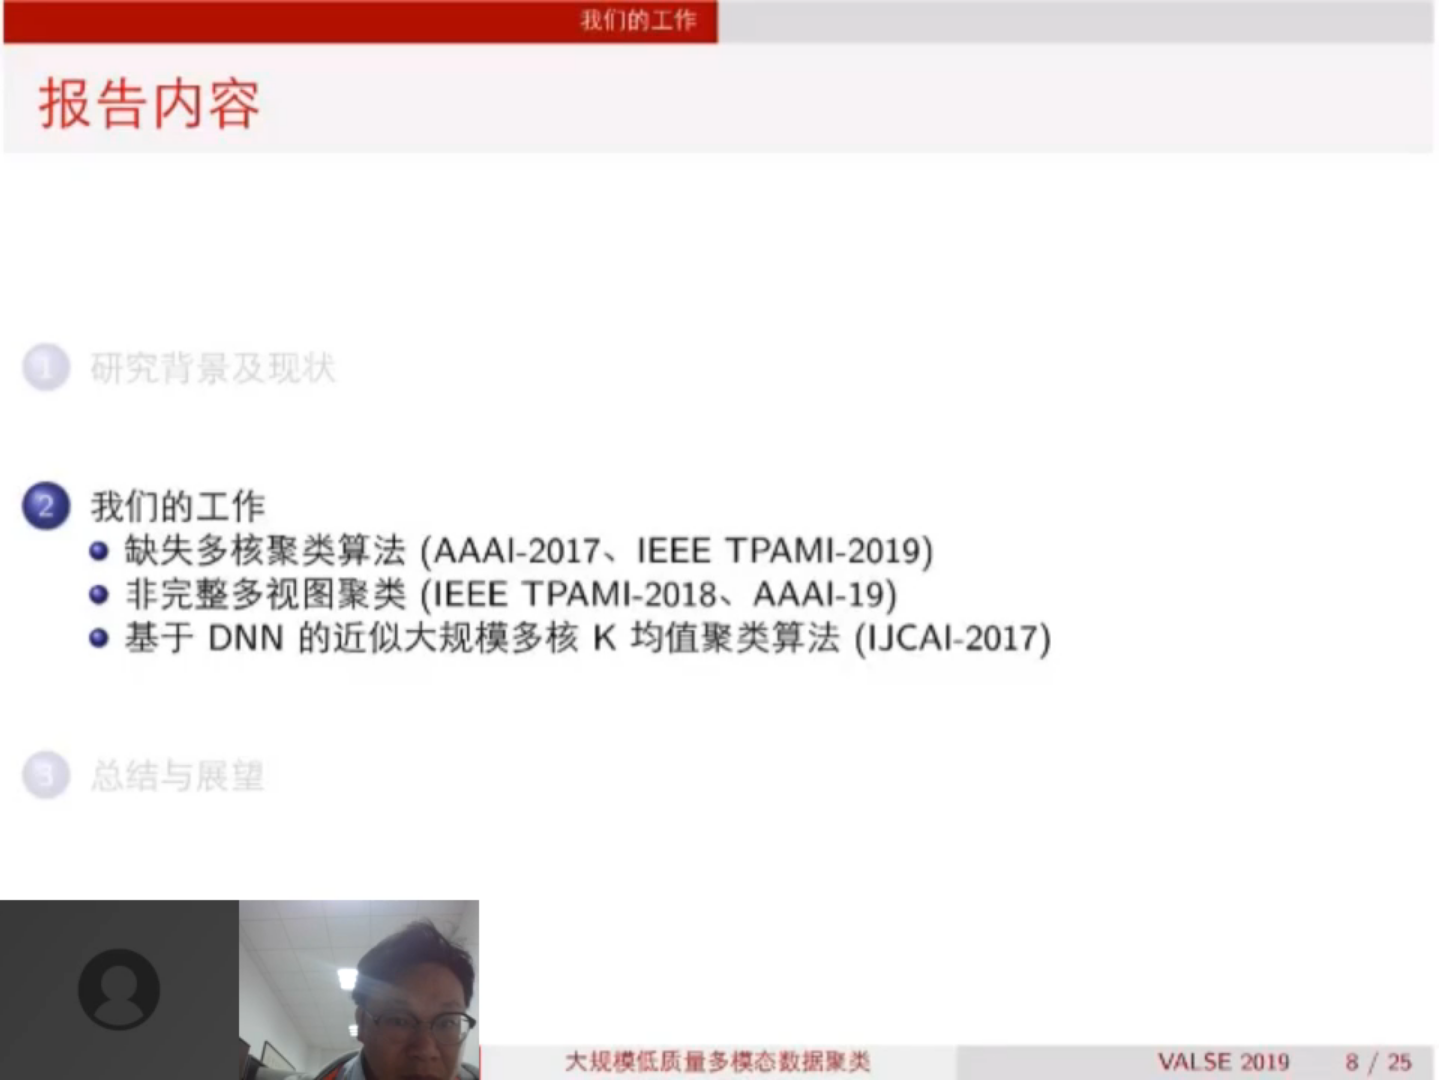 我们的工作
报告内容
1 研究背景及现状
2 我们的工作
缺失多核聚类算法 (AAAI-2017、IEEE TPAMI-2019)
非完整多视图聚类 (IEEE TPAMI-2018、AAAI-19)
基于 DNN 的近似大规模多核 K 均值聚类算法 (IJCAI-2017)
3 总结与展望
大规模低质量多模态数据聚类 VALSE 2019 8 / 25